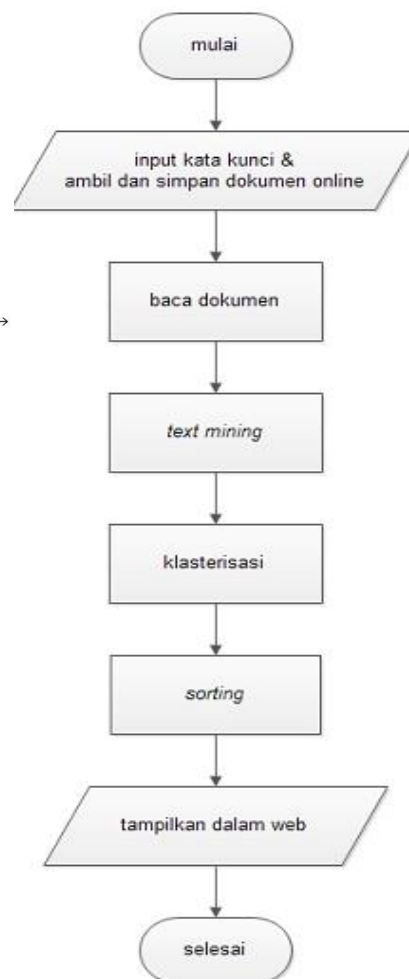 mulai
input kata kunci &
ambil dan simpan dokumen online
baca dokumen
text mining
klasterisasi
sorting
tampilkan dalam web
selesai